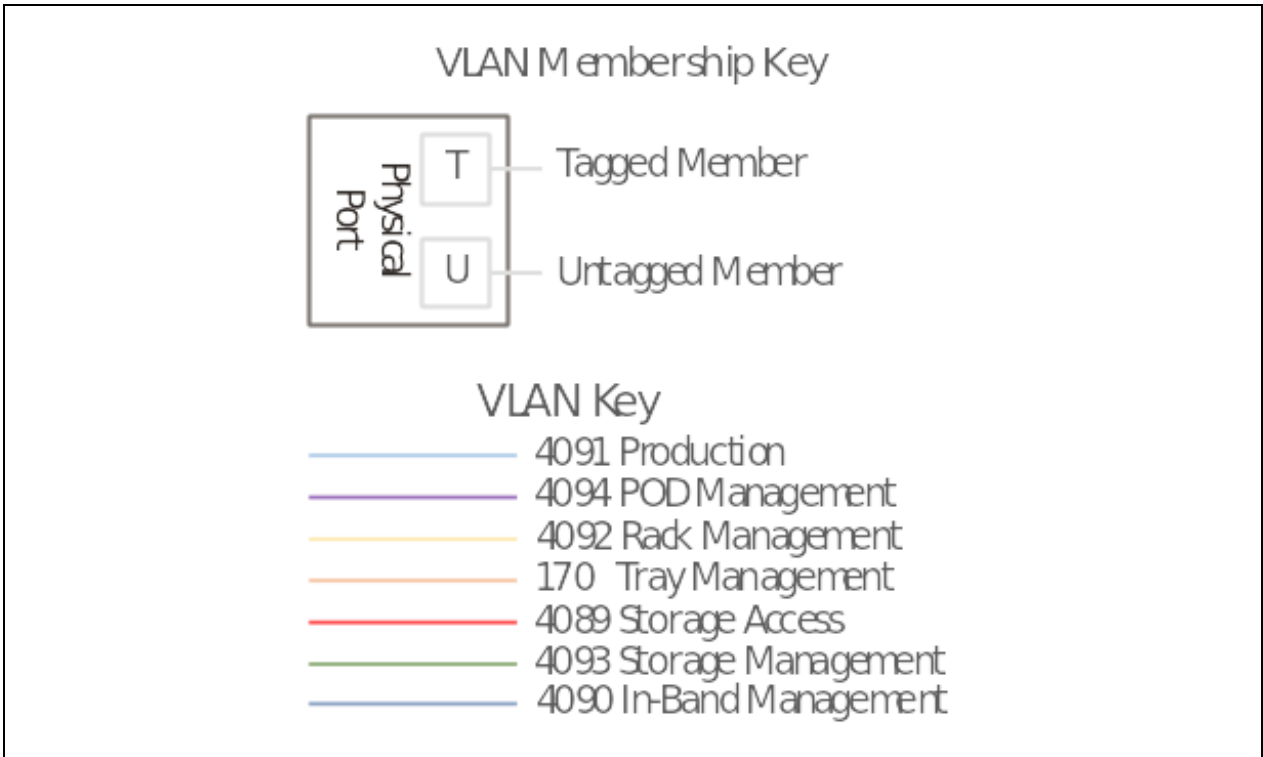 VLAN Membership Key
Physical
Port
T
Tagged Member
U
Untagged Member
VLAN Key
4091 Production
4094 POD Management
4092 Rack Management
170 Tray Management
4089 Storage Access
4093 Storage Management
4090 In-Band Management